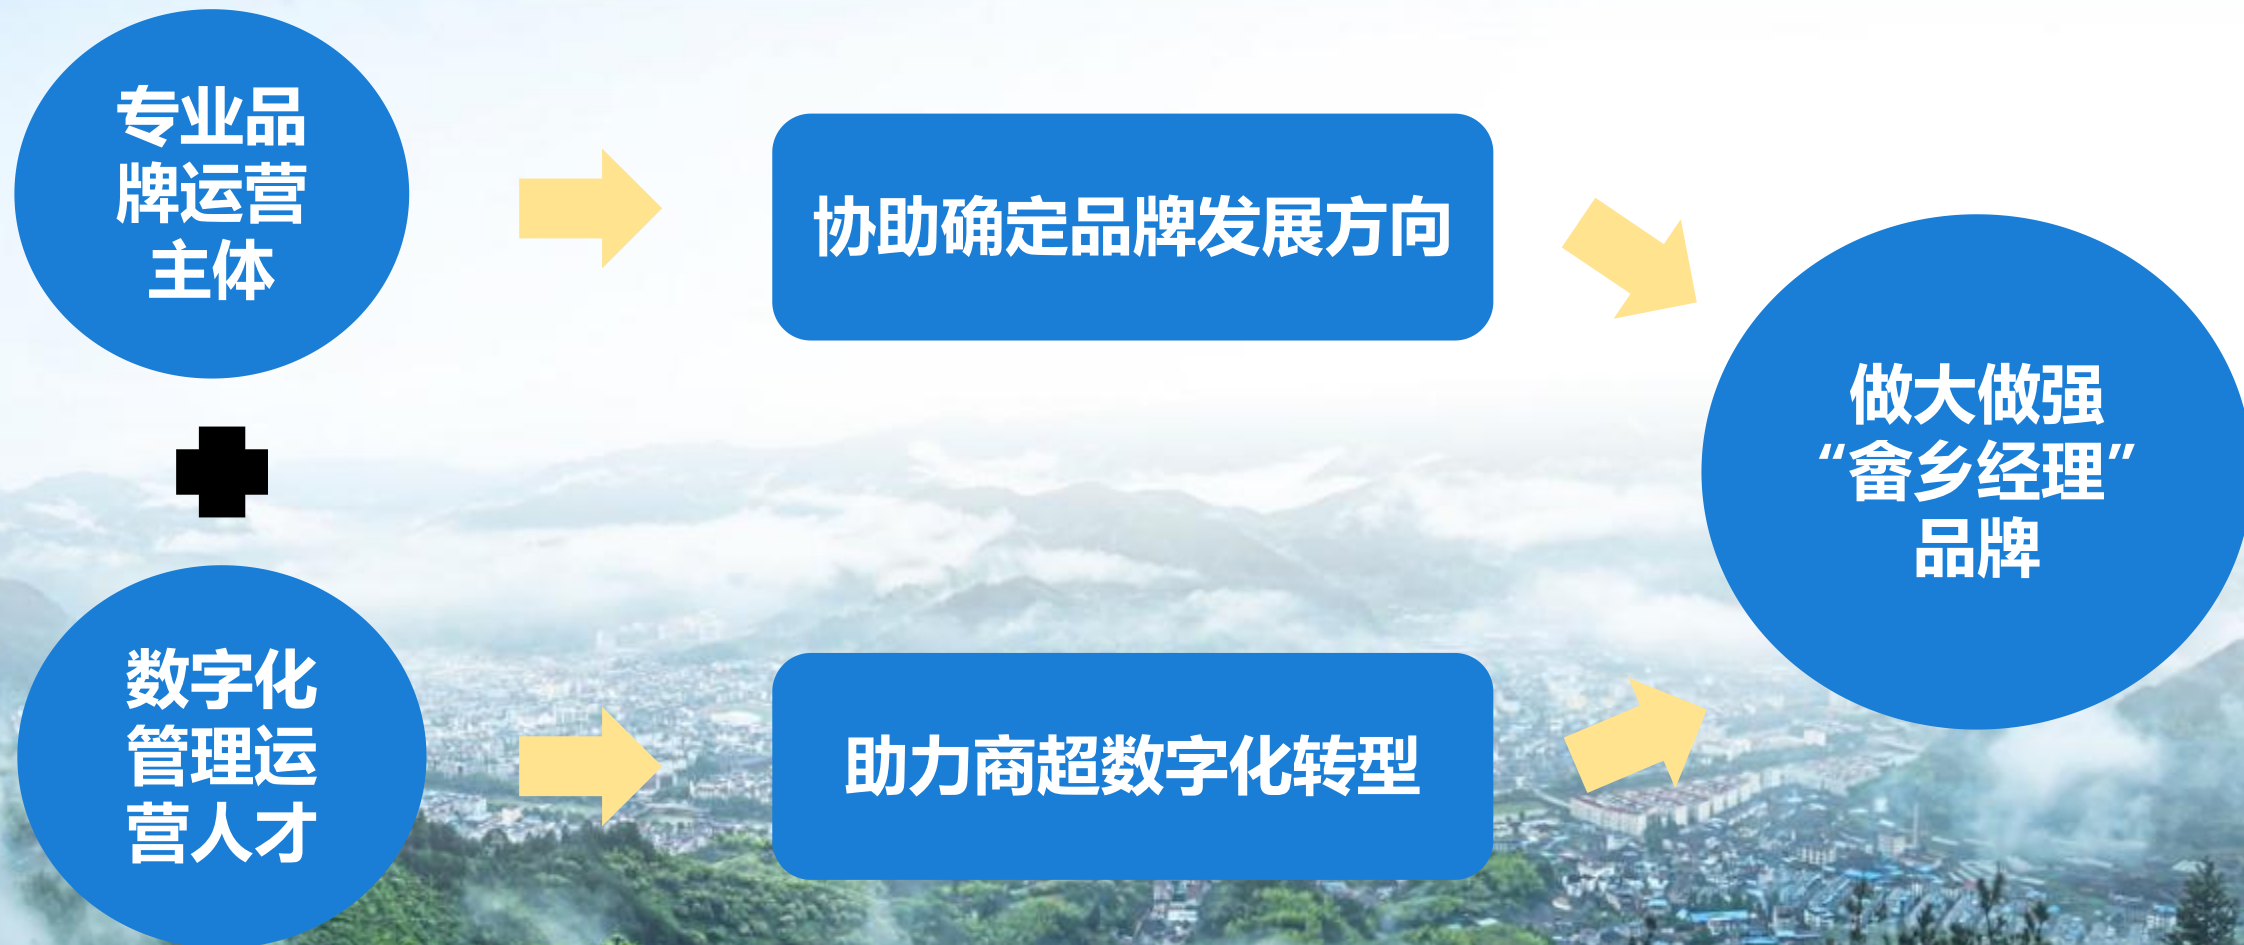 专业品
牌运营
主体
协助确定品牌发展方向
做大做强
“畲乡经理”
品牌
数字化
管理运
营人才
助力商超数字化转型